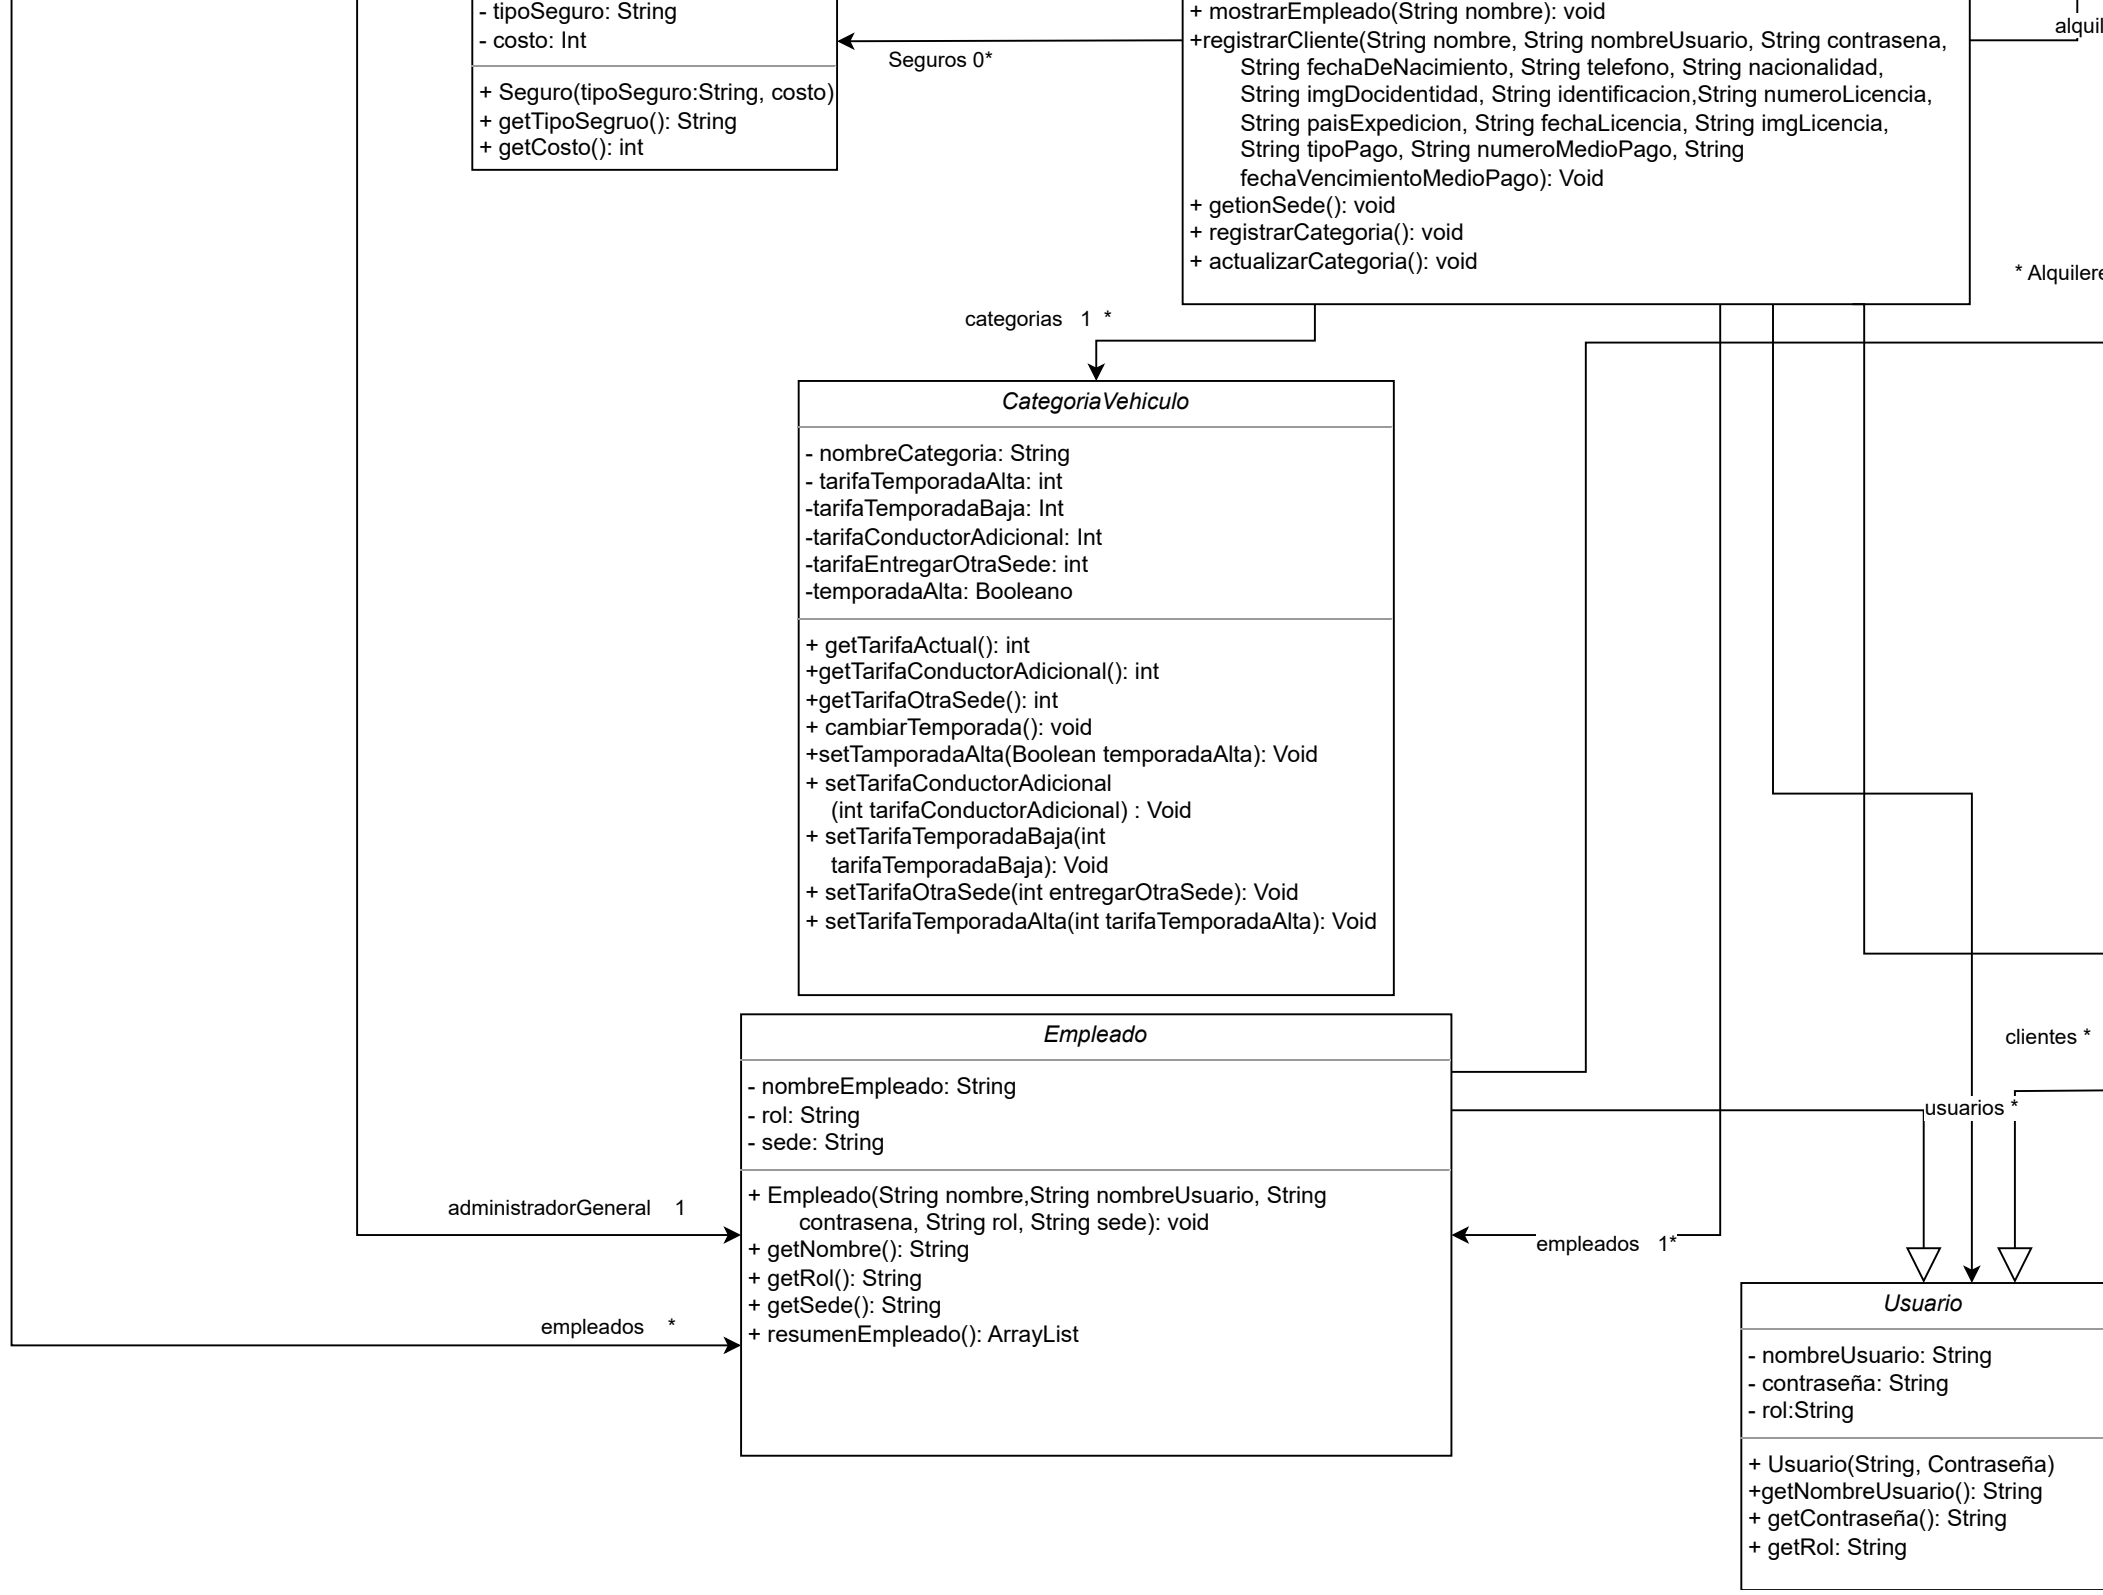 - tipoSeguro: String
- costo: Int
+ Seguro(tipoSeguro:String, costo)
+ getTipoSegruo(): String
+ getCosto(): int
Seguros 0*
+ mostrarEmpleado(String nombre): void
+registrarCliente(String nombre, String nombreUsuario, String contrasena,
String fechaDeNacimiento, String telefono, String nacionalidad,
String imgDocidentidad, String identificacion,String numeroLicencia,
String paisExpedicion, String fechaLicencia, String imgLicencia,
String tipoPago, String numeroMedioPago, String
fechaVencimientoMedioPago): Void
+ getionSede(): void
+ registrarCategoria(): void
+ actualizarCategoria(): void
alquil
* Alquilere
categorias 1 *
CategoriaVehiculo
- nombreCategoria: String
- tarifaTemporadaAlta: int
-tarifaTemporadaBaja: Int
-tarifaConductorAdicional: Int
-tarifaEntregarOtraSede: int
-temporadaAlta: Booleano
+ getTarifaActual(): int
+getTarifaConductorAdicional(): int
+getTarifaOtraSede(): int
+ cambiarTemporada(): void
+setTamporadaAlta(Boolean temporadaAlta): Void
+ setTarifaConductorAdicional
(int tarifaConductorAdicional) : Void
+ setTarifaTemporadaBaja(int
tarifaTemporadaBaja): Void
+ setTarifaOtraSede(int entregarOtraSede): Void
+ setTarifaTemporadaAlta(int tarifaTemporadaAlta): Void
Empleado
- nombreEmpleado: String
- rol: String
- sede: String
+ Empleado(String nombre,String nombreUsuario, String
contrasena, String rol, String sede): void
+ getNombre(): String
+ getRol(): String
+ getSede(): String
+ resumenEmpleado(): ArrayList
administradorGeneral 1
empleados *
empleados 1*
clientes *
usuarios *
Usuario
- nombreUsuario: String
- contraseña: String
- rol:String
+ Usuario(String, Contraseña)
+getNombreUsuario(): String
+ getContraseña(): String
+ getRol: String